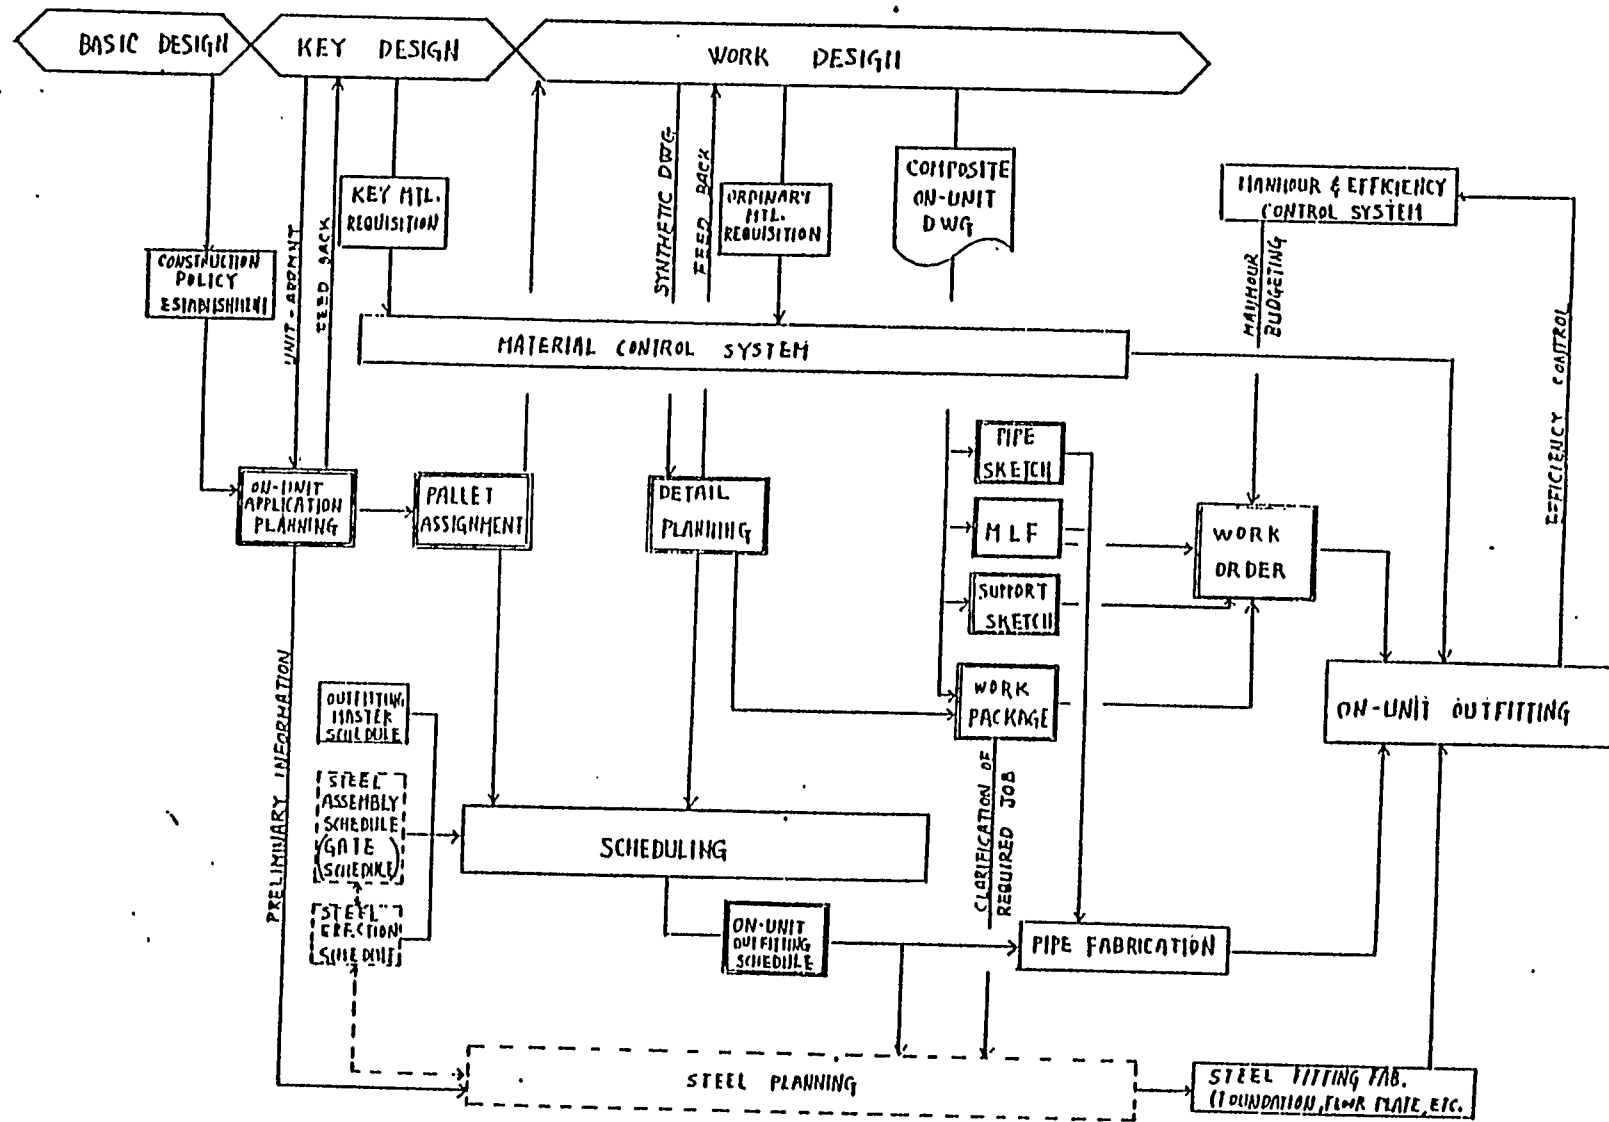 BASIC DESIGN
KEY DESIGN
WORK DESIGN
UNIT-ARRMNT
FEED BACK
KEY MTL.
REQUISITION
SYNTHETIC DWG
FEED BACK
ORDINARY
MTL.
REQUISITION
COMPOSITE
ON-UNIT
DWG
MANHOUR & EFFICIENCY
CONTROL SYSTEM
MANHOUR
BUDGETING
CONSTRUCTION
POLICY
ESTABLISHMENT
MATERIAL CONTROL SYSTEM
EFFICIENCY CONTROL
ON-UNIT
APPLICATION
PLANNING
PALLET
ASSIGNMENT
DETAIL
PLANNING
PIPE
SKETCH
MLF
SUPPORT
SKETCH
WORK
PACKAGE
WORK
ORDER
ON-UNIT OUTFITTING
PRELIMINARY INFORMATION
OUTFITTING
MASTER
SCHEDULE
STEEL
ASSEMBLY
SCHEDULE
(GATE
SCHEDULE)
STEEL
ERECTION
SCHEDULE
SCHEDULING
CLARIFICATION OF
REQUIRED JOB
ON-UNIT
OUTFITTING
SCHEDULE
PIPE FABRICATION
STEEL PLANNING
STEEL FITTING FAB.
(FOUNDATION, FLOOR PLATE, ETC.